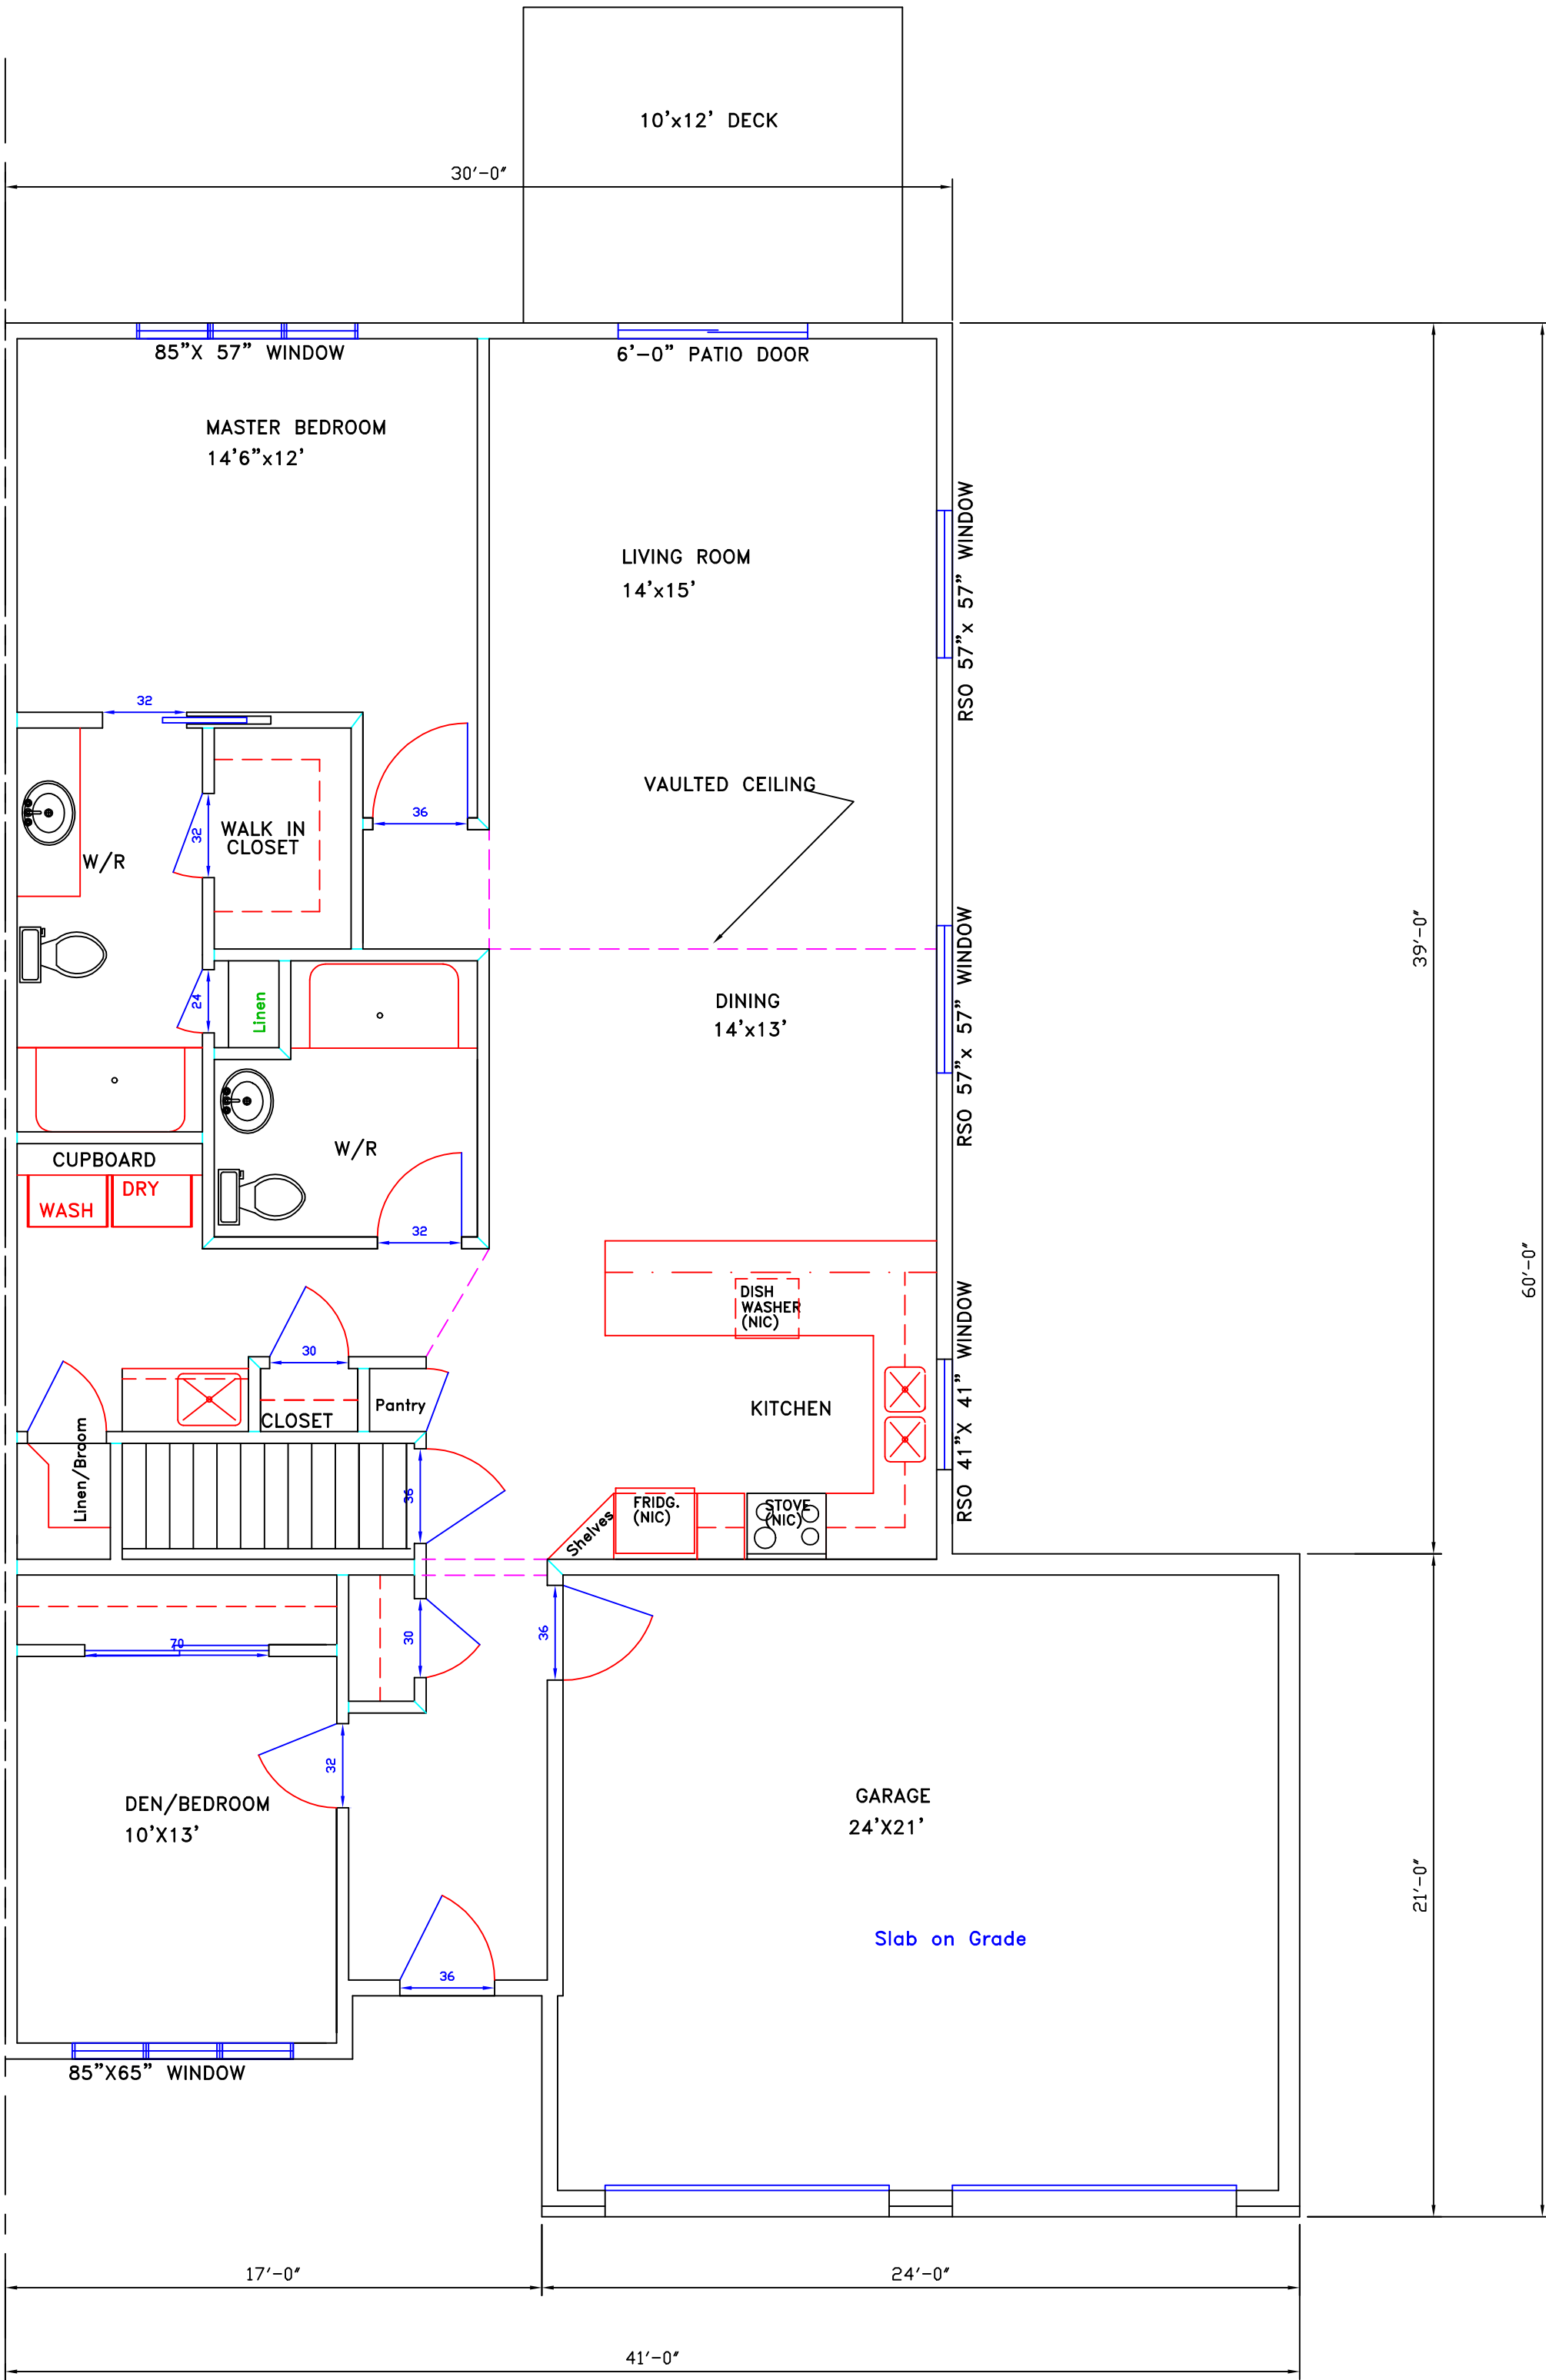 10'x12' DECK
30'-0"
85"X 57" WINDOW
6'-0" PATIO DOOR
MASTER BEDROOM
14'6"x12'
LIVING ROOM
14'x15'
RSO 57"x 57" WINDOW
32
VAULTED CEILING
36
32
WALK IN
CLOSET
W/R
39'-0"
24
Linen
DINING
14'x13'
RSO 57"x 57" WINDOW
W/R
CUPBOARD
DRY
WASH
32
60'-0"
DISH
WASHER
(NIC)
30
Pantry
CLOSET
KITCHEN
RSO 41"X 41" WINDOW
Linen/Broom
36
Shelves
FRIDG.
(NIC)
STOVE
(NIC)
70
30
36
32
DEN/BEDROOM
10'X13'
GARAGE
24'X21'
21'-0"
Slab on Grade
36
85"X65" WINDOW
17'-0"
24'-0"
41'-0"